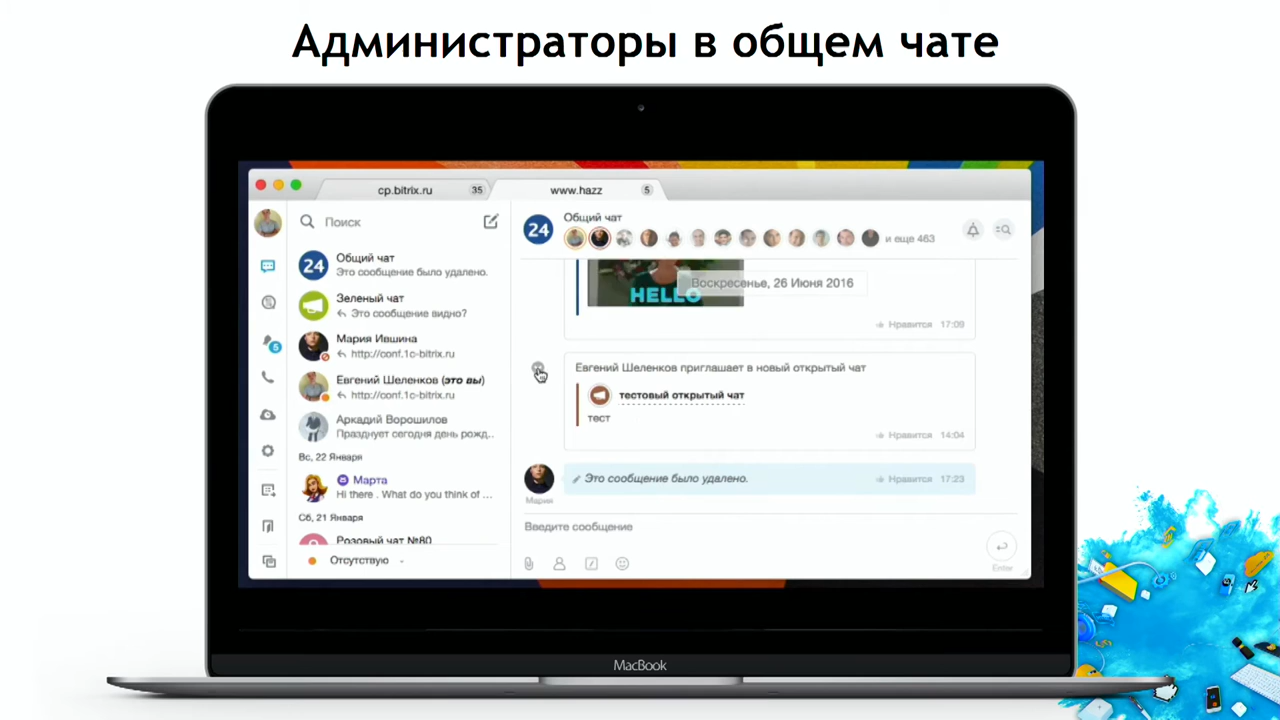 Администраторы в общем чате
cp.bitrix.ru 35
www.hazz 5
Поиск
24
Общий чат
Это сообщение было удалено.
Зеленый чат
Это сообщение видно?
Мария Ившина
http://conf.1c-bitrix.ru
Евгений Шеленков (это вы)
http://conf.1c-bitrix.ru
Аркадий Ворошилов
Празднует сегодня день рожд..
Вс, 22 Января
Марта
Hi there . What do you think of ...
Сб, 21 Января
Розовый чат №80
Отсутствую
5
24
Общий чат
и еще 463
HELLO
Воскресенье, 26 Июня 2016
Нравится 17:09
Евгений Шеленков приглашает в новый открытый чат
тестовый открытый чат
тест
Нравится 14:04
Это сообщение было удалено.
Нравится 17:23
Мария
Введите сообщение
Enter
MacBook